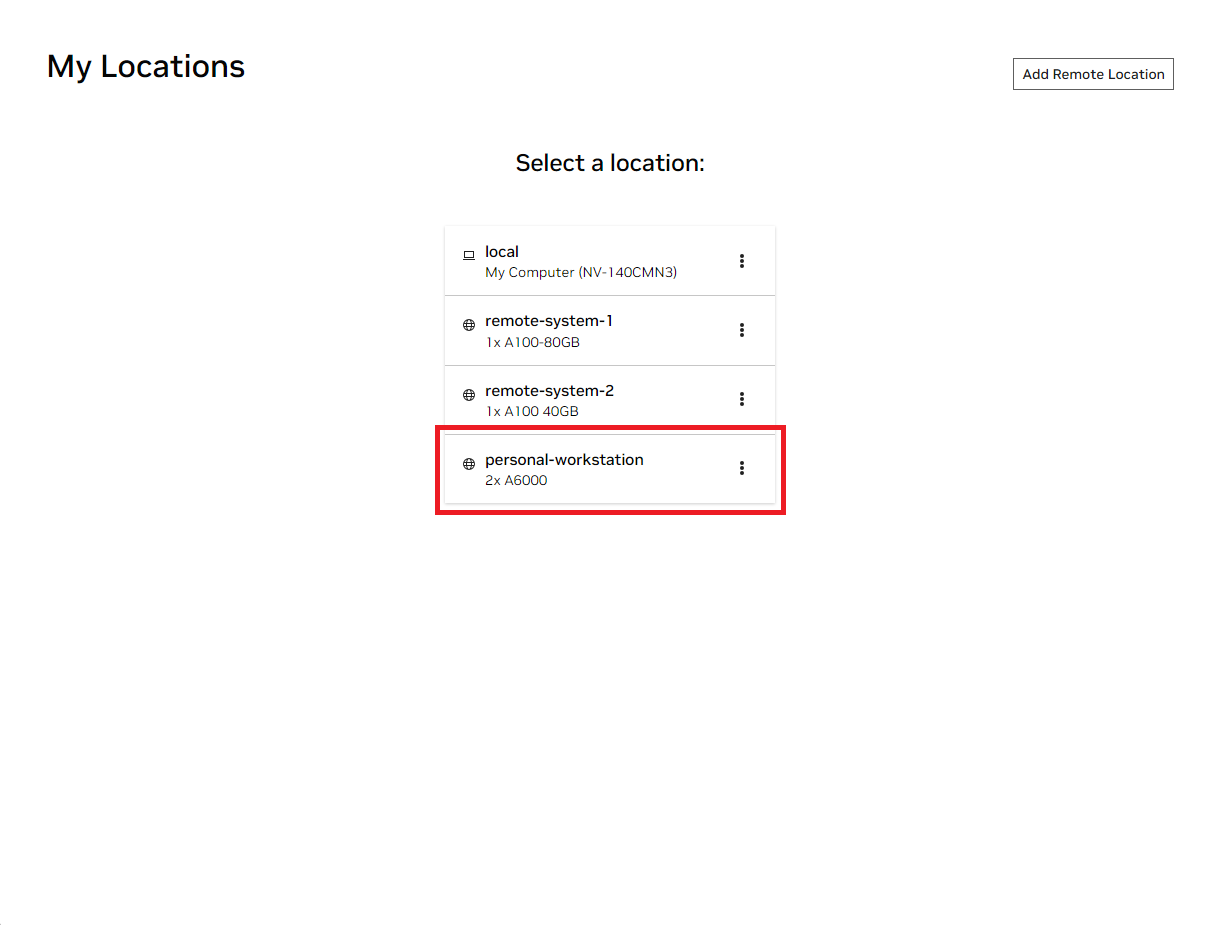 My Locations
Add Remote Location
Select a location:
local
My Computer (NV-140CMN3)
remote-system-1
1x A100-80GB
remote-system-2
1x A100 40GB
personal-workstation
2x A6000